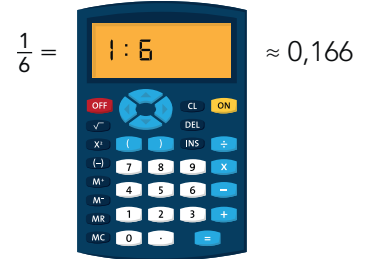 1/6 = 1:6 ≈ 0,166
OFF CL ON
√‾ DEL
X² ( ) INS ÷
(–) 7 8 9 X
M⁺ 4 5 6 –
M⁻ 1 2 3 +
MR
MC 0 · =